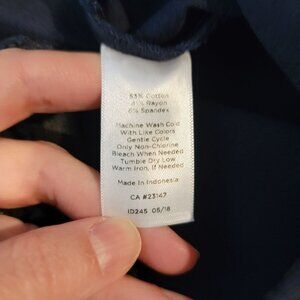 53% Cotton
41% Rayon
6% Spandex
Machine Wash Cold
With Like Colors
Gentle Cycle
Only Non-Chlorine
Bleach When Needed
Tumble Dry Low
Warm Iron, If Needed
Made In Indonesia
CA #23147
ID245 05/18